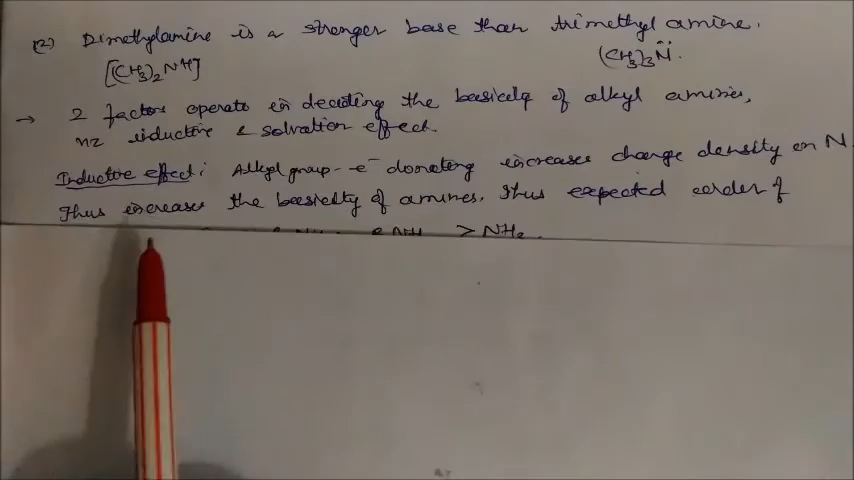 (2) Dimethylamine is a stronger base than trimethyl amine.
[(CH3)2NH] (CH3)3N̈.
→ 2 factors operate in deciding the basicity of alkyl amines,
nz inductive & solvation effect.
Inductive effect: Alkyl group - e⁻ donating increases charge density on N.
Thus increases the basicity of amines. Thus expected order of
> NH2